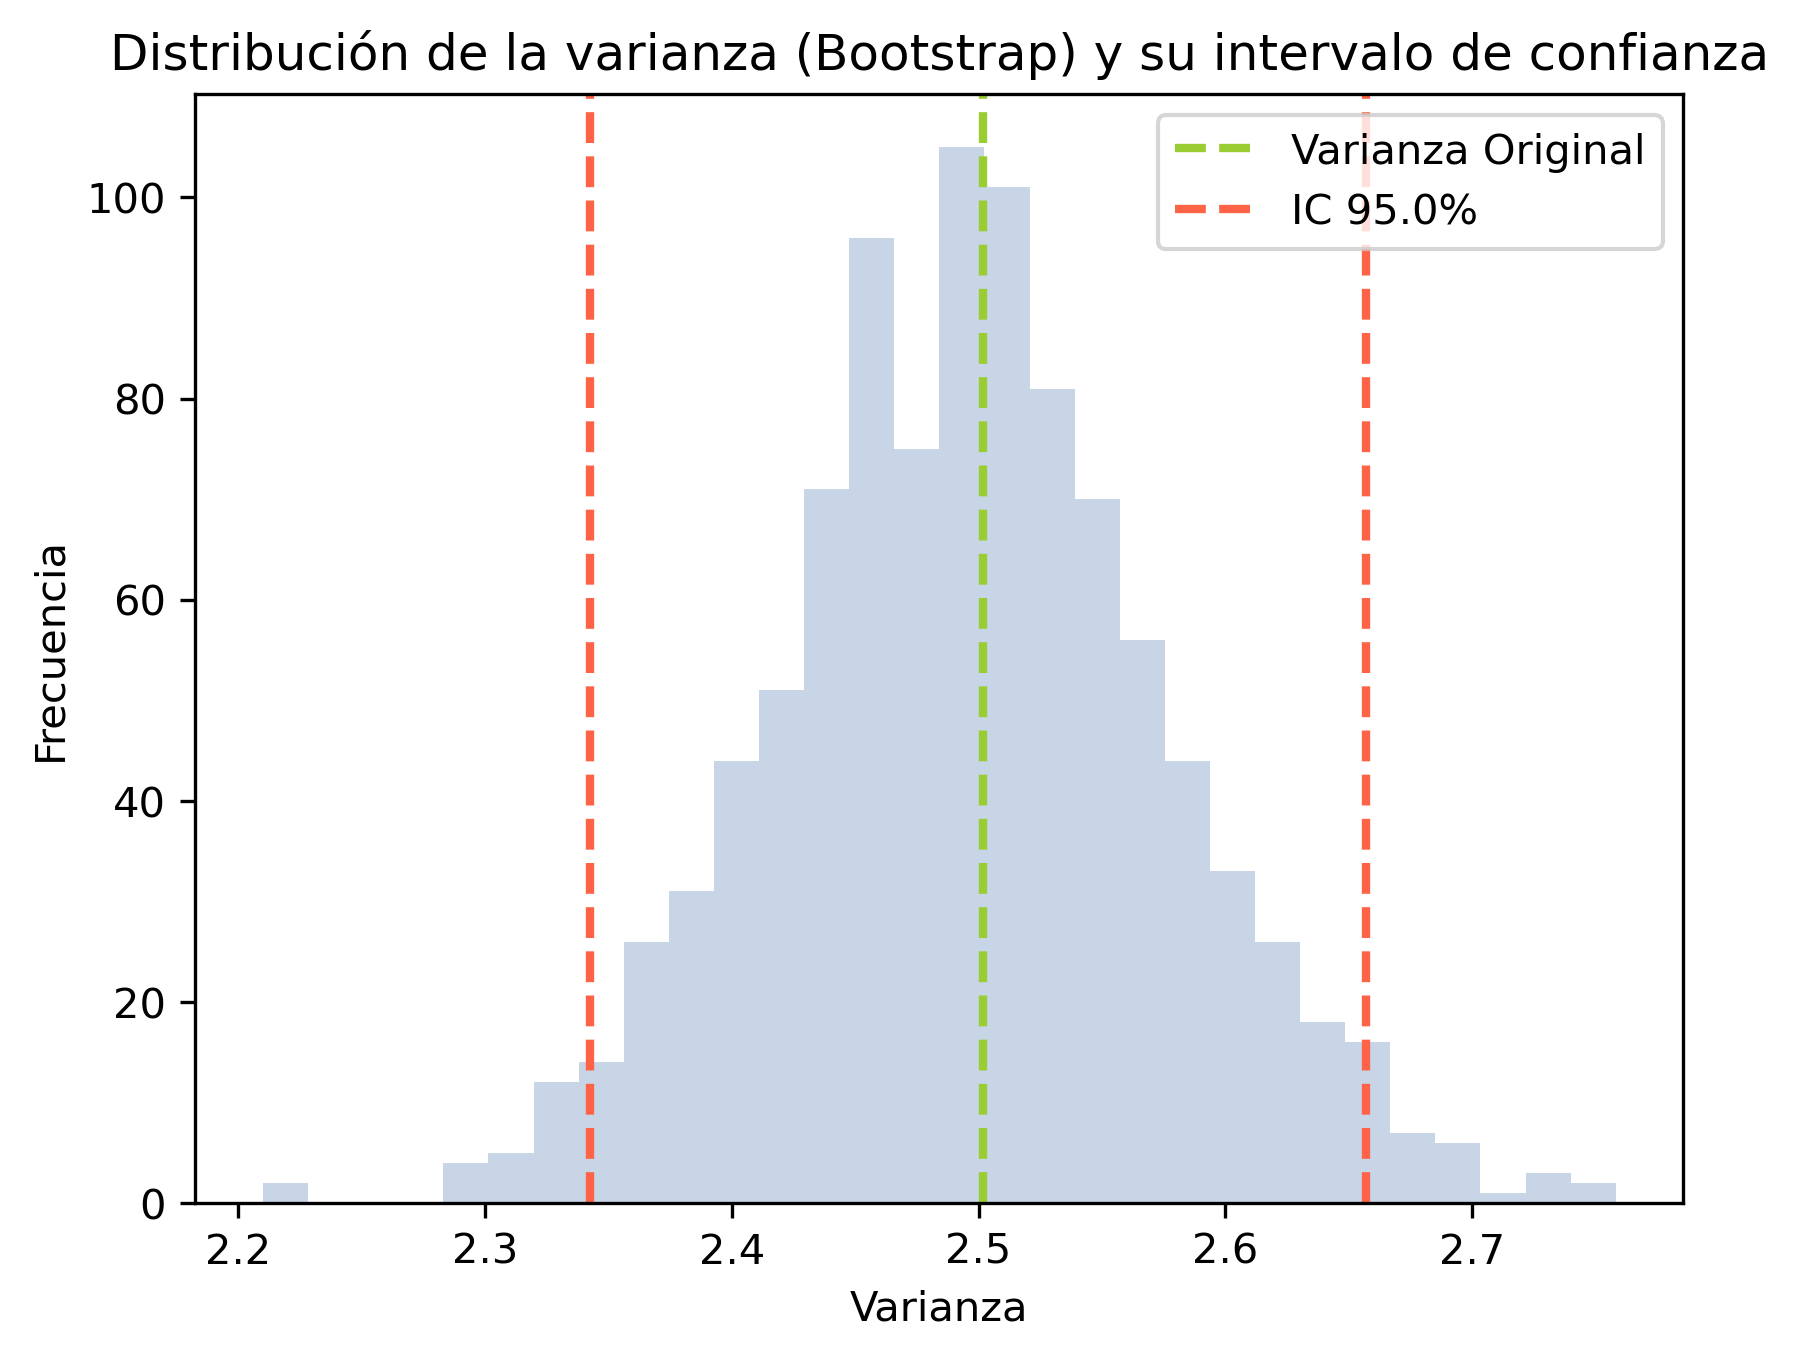 Distribución de la varianza (Bootstrap) y su intervalo de confianza
Varianza Original
IC 95.0%
Frecuencia
100
80
60
40
20
0
2.2 2.3 2.4 2.5 2.6 2.7
Varianza